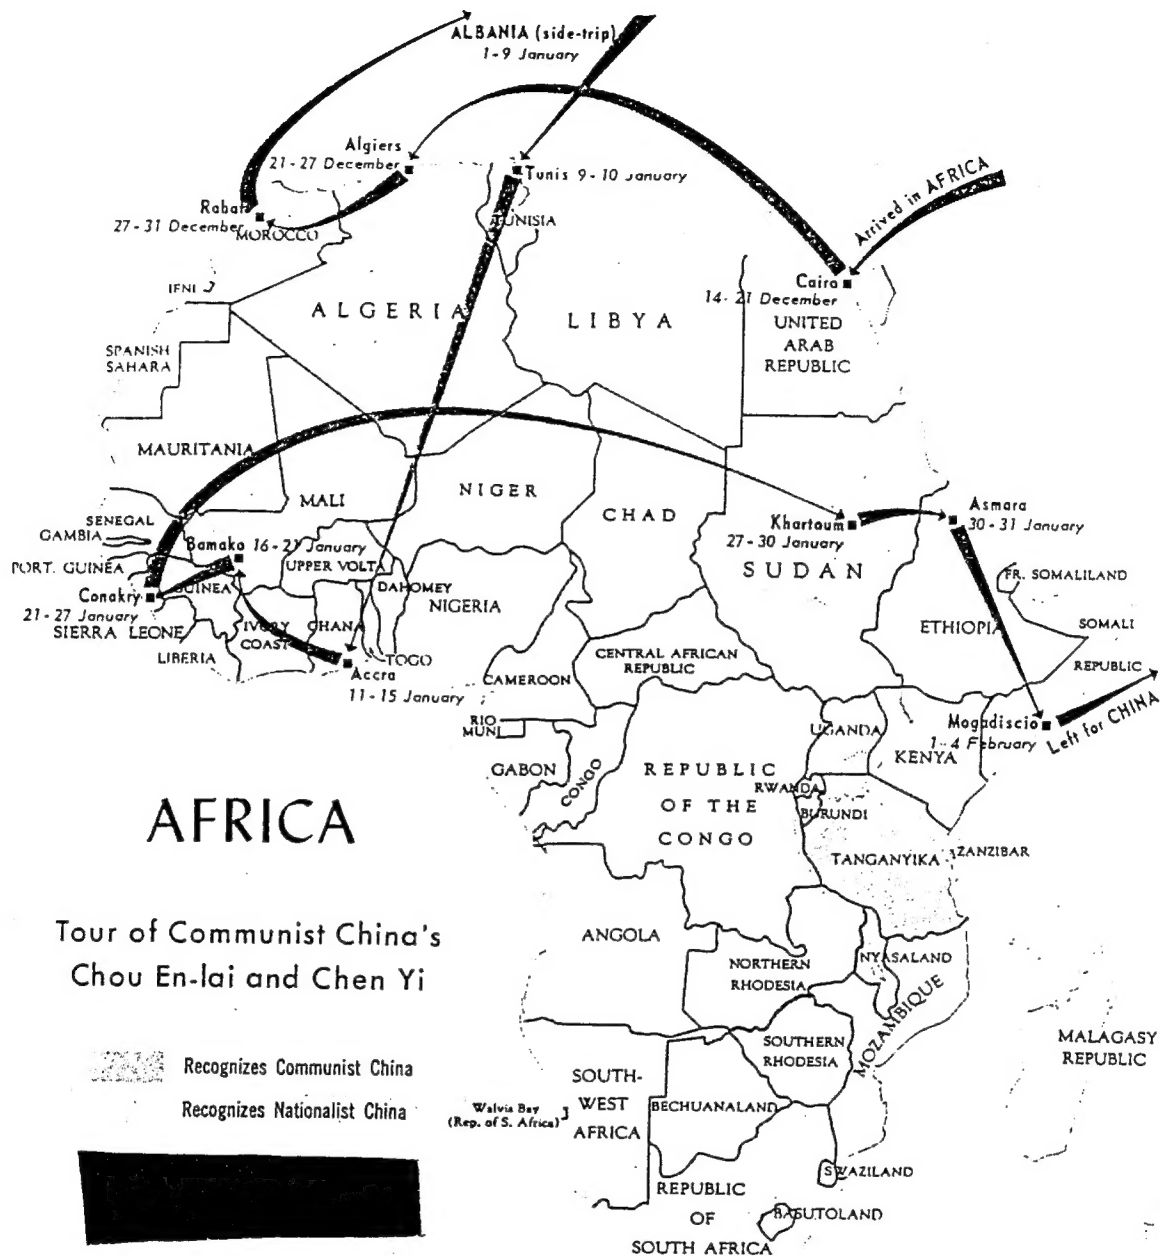 ALBANIA (side-trip)
1-9 January
Algiers
21-27 December
Tunis 9-10 January
Arrived in AFRICA
Rabat
27-31 December
MOROCCO
TUNISIA
Cairo
14-21 December
UNITED
ARAB
REPUBLIC
IFNI
ALGERIA
LIBYA
SPANISH
SAHARA
MAURITANIA
MALI
NIGER
CHAD
Khartoum
27-30 January
SUDAN
Asmara
30-31 January
SENEGAL
GAMBIA
Bamako 16-21 January
UPPER VOLTA
PORT. GUINEA
GUINEA
DAHOMEY
NIGERIA
FR. SOMALILAND
Conakry
21-27 January
SIERRA LEONE
IVORY
COAST
GHANA
ETHIOPIA
SOMALI
REPUBLIC
LIBERIA
TOGO
CENTRAL AFRICAN
REPUBLIC
Accra
11-15 January
CAMEROON
RIO
MUNI
UGANDA
Mogadiscio
1-4 February
Left for CHINA
KENYA
GABON
CONGO
REPUBLIC
OF THE
CONGO
RWANDA
BURUNDI
TANGANYIKA
ZANZIBAR
AFRICA
Tour of Communist China's
Chou En-lai and Chen Yi
ANGOLA
NORTHERN
RHODESIA
NYASALAND
MOZAMBIQUE
SOUTHERN
RHODESIA
MALAGASY
REPUBLIC
Recognizes Communist China
Recognizes Nationalist China
SOUTH-
WEST
AFRICA
Walvis Bay
(Rep. of S. Africa)
BECHUANALAND
SWAZILAND
REPUBLIC
OF
SOUTH AFRICA
BASUTOLAND